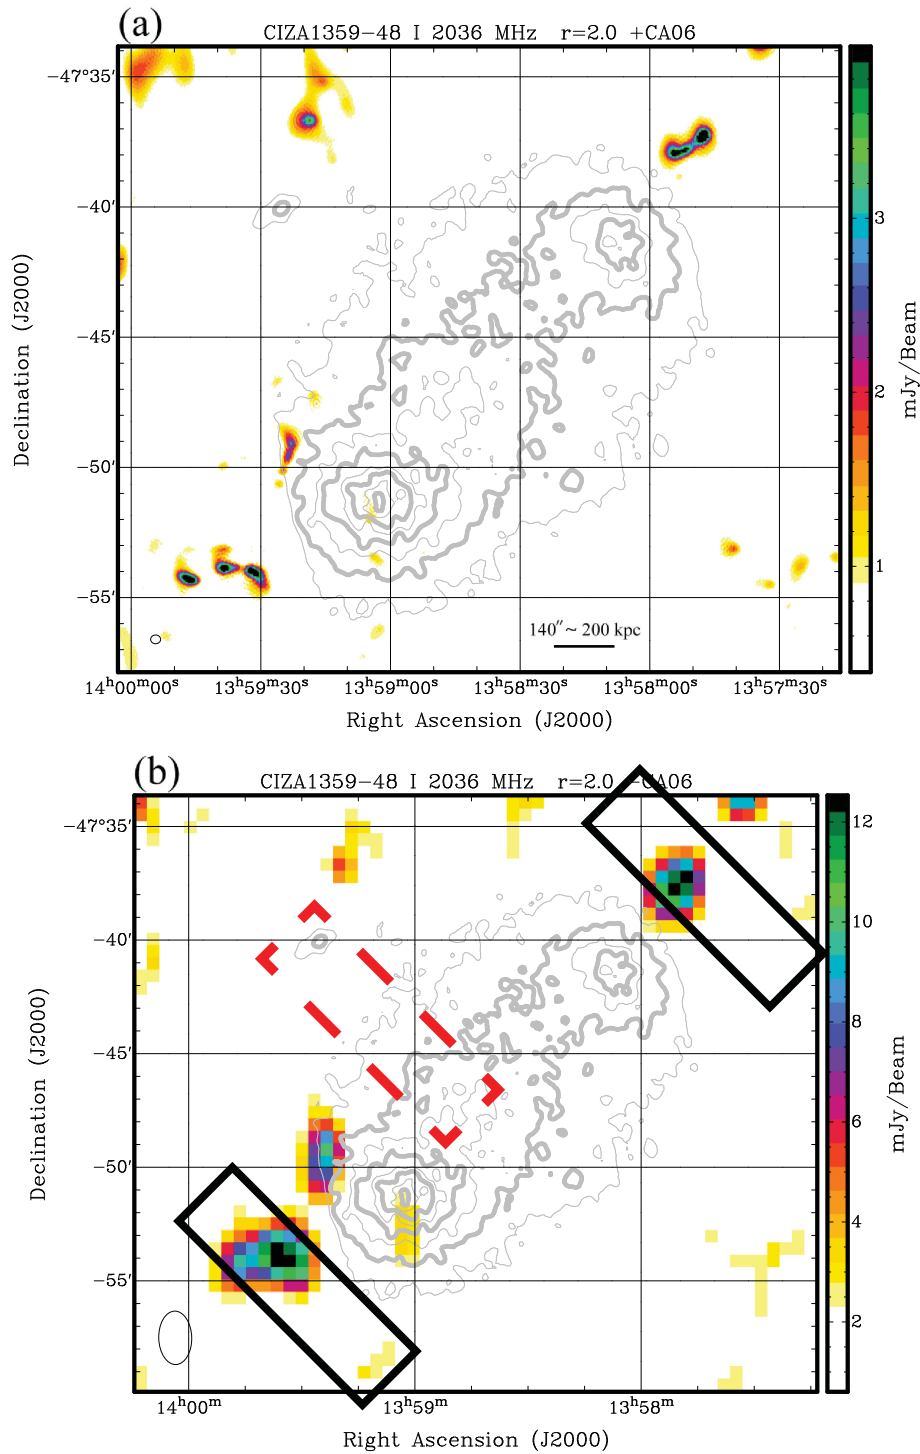 (a)
CIZA1359−48 I 2036 MHz r=2.0 +CA06
−47°35′
−40′
−45′
−50′
−55′
Declination (J2000)
140″ ~ 200 kpc
14ʰ00ᵐ00ˢ 13ʰ59ᵐ30ˢ 13ʰ59ᵐ00ˢ 13ʰ58ᵐ30ˢ 13ʰ58ᵐ00ˢ 13ʰ57ᵐ30ˢ
Right Ascension (J2000)
3
2
1
mJy/Beam
(b)
CIZA1359−48 I 2036 MHz r=2.0 −CA06
−47°35′
−40′
−45′
−50′
−55′
Declination (J2000)
14ʰ00ᵐ 13ʰ59ᵐ 13ʰ58ᵐ
Right Ascension (J2000)
12
10
8
6
4
2
mJy/Beam